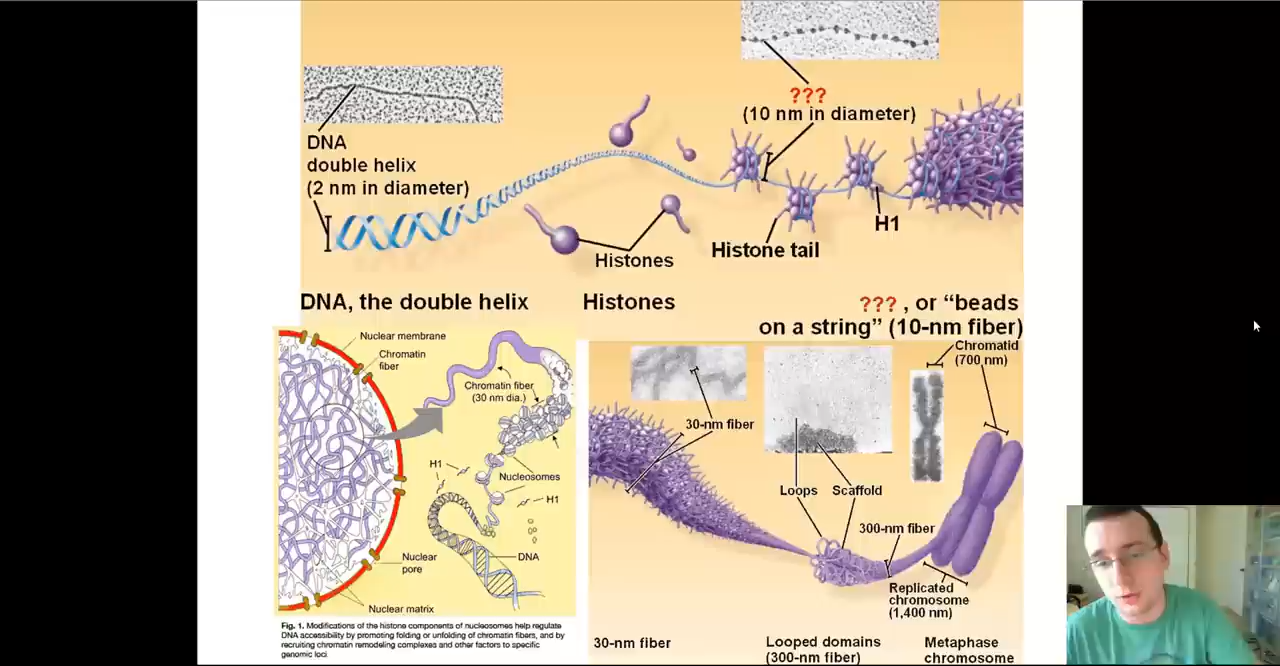 ???
(10 nm in diameter)
DNA
double helix
(2 nm in diameter)
H1
Histone tail
Histones
DNA, the double helix
Histones
??? , or “beads
on a string” (10-nm fiber)
Nuclear membrane
Chromatin
fiber
Chromatin fiber
(30 nm dia.)
H1
Nucleosomes
H1
DNA
Nuclear
pore
Nuclear matrix
Fig. 1. Modifications of the histone components of nucleosomes help regulate
DNA accessibility by promoting folding or unfolding of chromatin fibers, and by
recruiting chromatin remodeling complexes and other factors to specific
genomic loci
Chromatid
(700 nm)
30-nm fiber
Loops
Scaffold
300-nm fiber
Replicated
chromosome
(1,400 nm)
30-nm fiber
Looped domains
(300-nm fiber)
Metaphase
chromosome